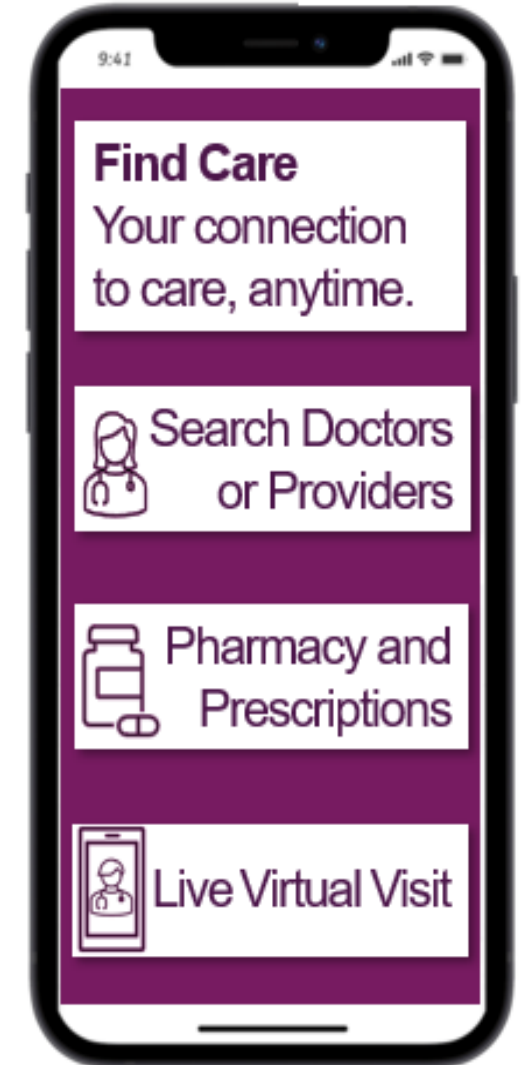 9:41
Find Care
Your connection
to care, anytime.
Search Doctors
or Providers
Pharmacy and
Prescriptions
Live Virtual Visit